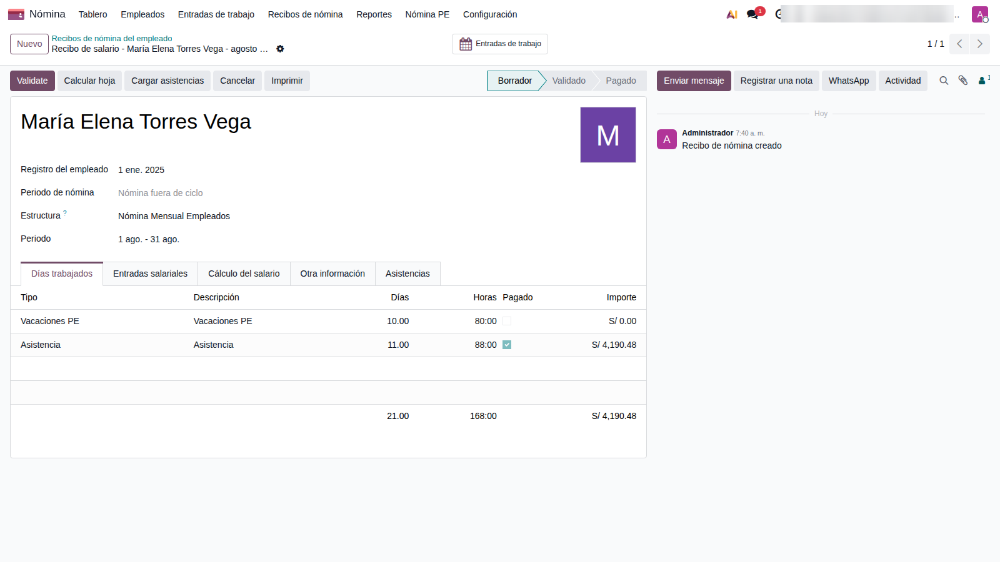 Nómina Tablero Empleados Entradas de trabajo Recibos de nómina Reportes Nómina PE Configuración AI 1 .. A
Nuevo Recibos de nómina del empleado
Recibo de salario - María Elena Torres Vega - agosto ...
Entradas de trabajo
1 / 1
Validate Calcular hoja Cargar asistencias Cancelar Imprimir Borrador Validado Pagado Enviar mensaje Registrar una nota WhatsApp Actividad 1
María Elena Torres Vega
M
Registro del empleado 1 ene. 2025
Periodo de nómina Nómina fuera de ciclo
Estructura ? Nómina Mensual Empleados
Periodo 1 ago. - 31 ago.
Días trabajados Entradas salariales Cálculo del salario Otra información Asistencias
Tipo Descripción Días Horas Pagado Importe
Vacaciones PE Vacaciones PE 10.00 80:00 S/ 0.00
Asistencia Asistencia 11.00 88:00 S/ 4,190.48
21.00 168:00 S/ 4,190.48
Hoy
A
Administrador 7:40 a. m.
Recibo de nómina creado